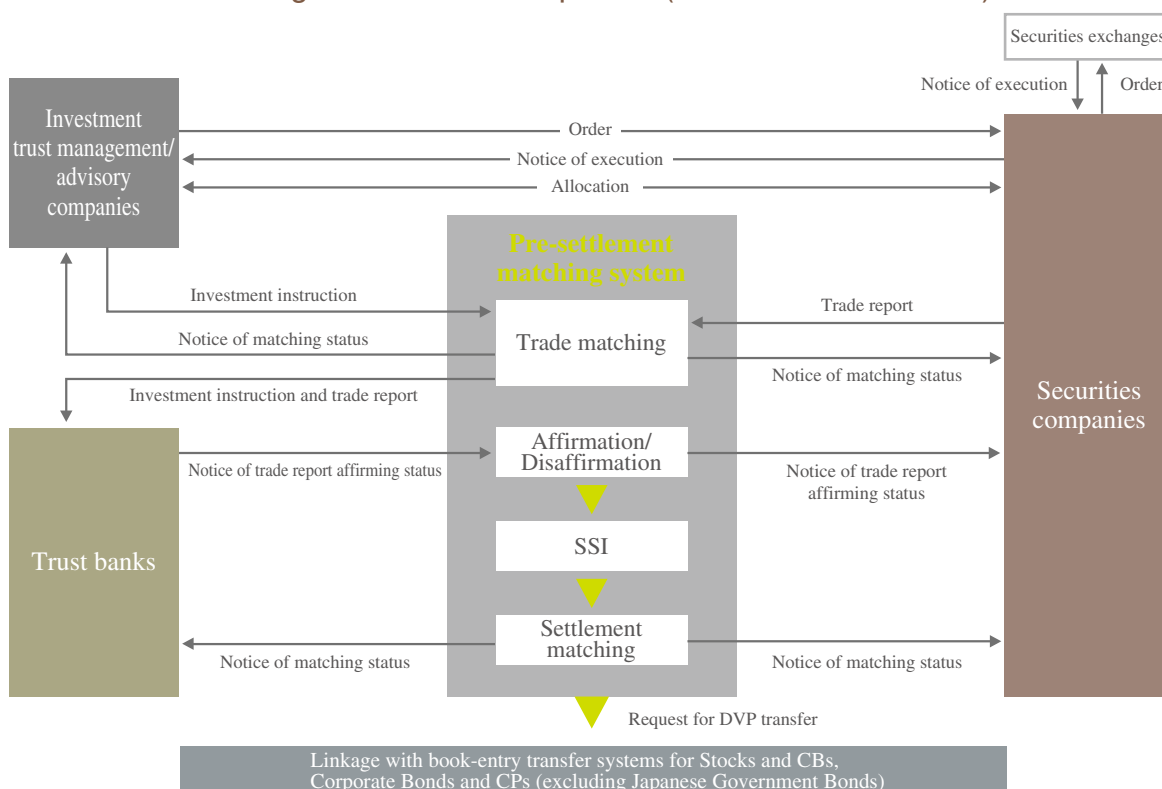 Securities exchanges
Notice of execution
Order
Investment
trust management/
advisory
companies
Order
Notice of execution
Allocation
Pre-settlement
matching system
Investment instruction
Trade report
Trade matching
Notice of matching status
Notice of matching status
Investment instruction and trade report
Securities
companies
Affirmation/
Disaffirmation
Notice of trade report affirming status
Notice of trade report
affirming status
SSI
Trust banks
Settlement
matching
Notice of matching status
Notice of matching status
Request for DVP transfer
Linkage with book-entry transfer systems for Stocks and CBs,
Corporate Bonds and CPs (excluding Japanese Government Bonds)